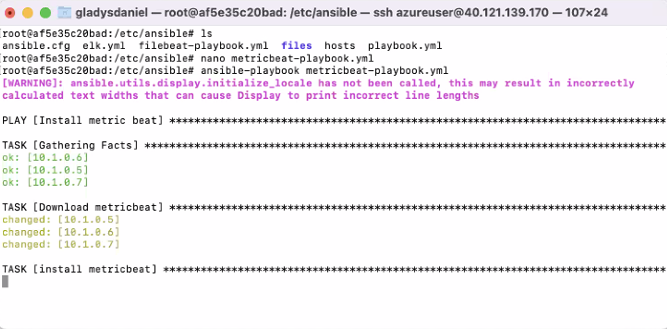 gladysdaniel — root@af5e35c20bad: /etc/ansible — ssh azureuser@40.121.139.170 — 107×24
[root@af5e35c20bad:/etc/ansible# ls
ansible.cfg  elk.yml  filebeat-playbook.yml  files  hosts  playbook.yml
[root@af5e35c20bad:/etc/ansible# nano metricbeat-playbook.yml
[root@af5e35c20bad:/etc/ansible# ansible-playbook metricbeat-playbook.yml
[WARNING]: ansible.utils.display.initialize_locale has not been called, this may result in incorrectly
calculated text widths that can cause Display to print incorrect line lengths
PLAY [Install metric beat] ******************************************************************************
TASK [Gathering Facts] **********************************************************************************
ok: [10.1.0.6]
ok: [10.1.0.5]
ok: [10.1.0.7]
TASK [Download metricbeat] ******************************************************************************
changed: [10.1.0.5]
changed: [10.1.0.6]
changed: [10.1.0.7]
TASK [install metricbeat] *******************************************************************************